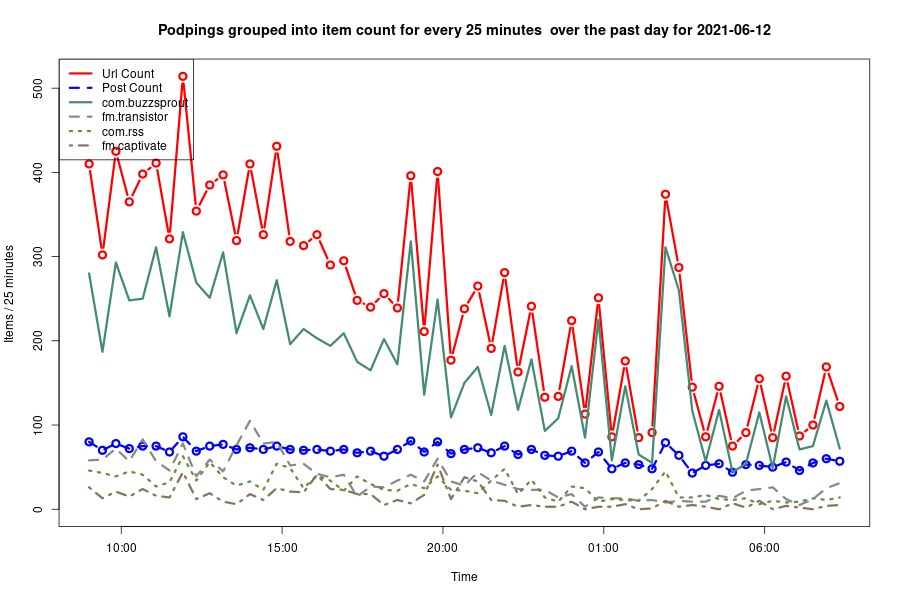 Podpings grouped into item count for every 25 minutes  over the past day for 2021-06-12
Items / 25 minutes
500
400
300
200
100
0
Url Count
Post Count
com.buzzsprout
fm.transistor
com.rss
fm.captivate
10:00
15:00
20:00
01:00
06:00
Time